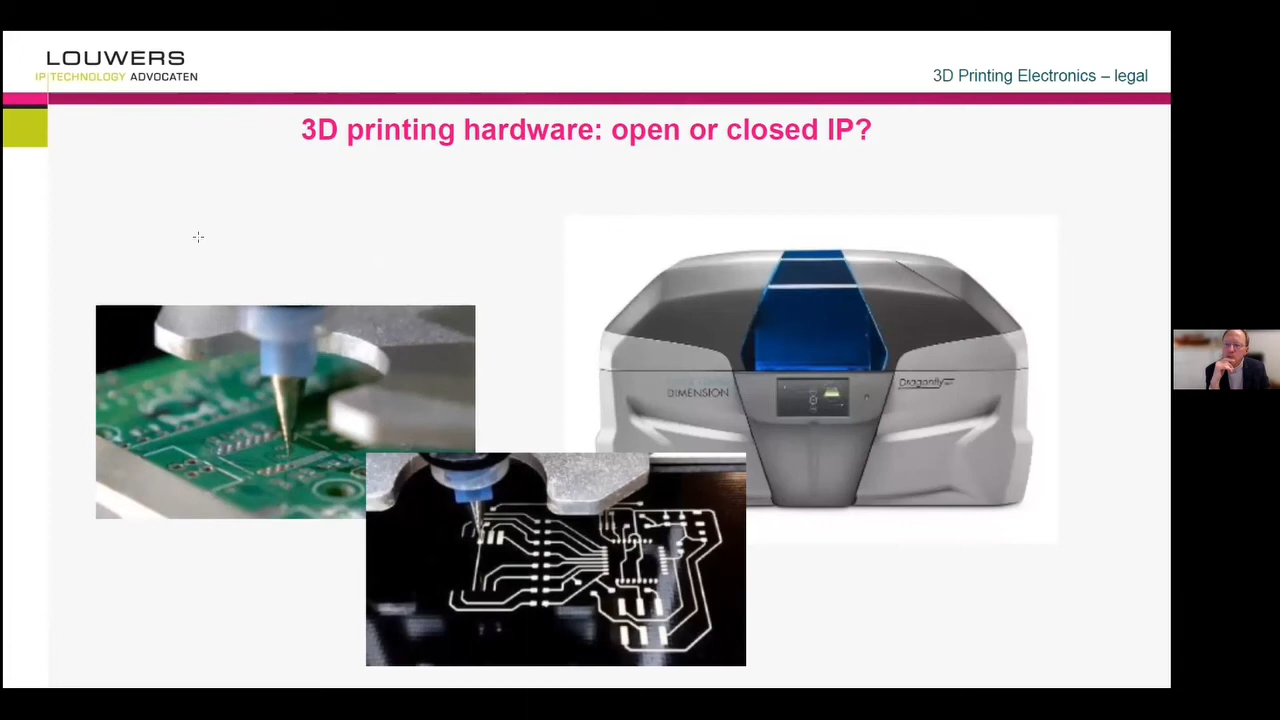 LOUWERS
IP TECHNOLOGY ADVOCATEN
3D Printing Electronics – legal
3D printing hardware: open or closed IP?
DIMENSION
Dragonfly